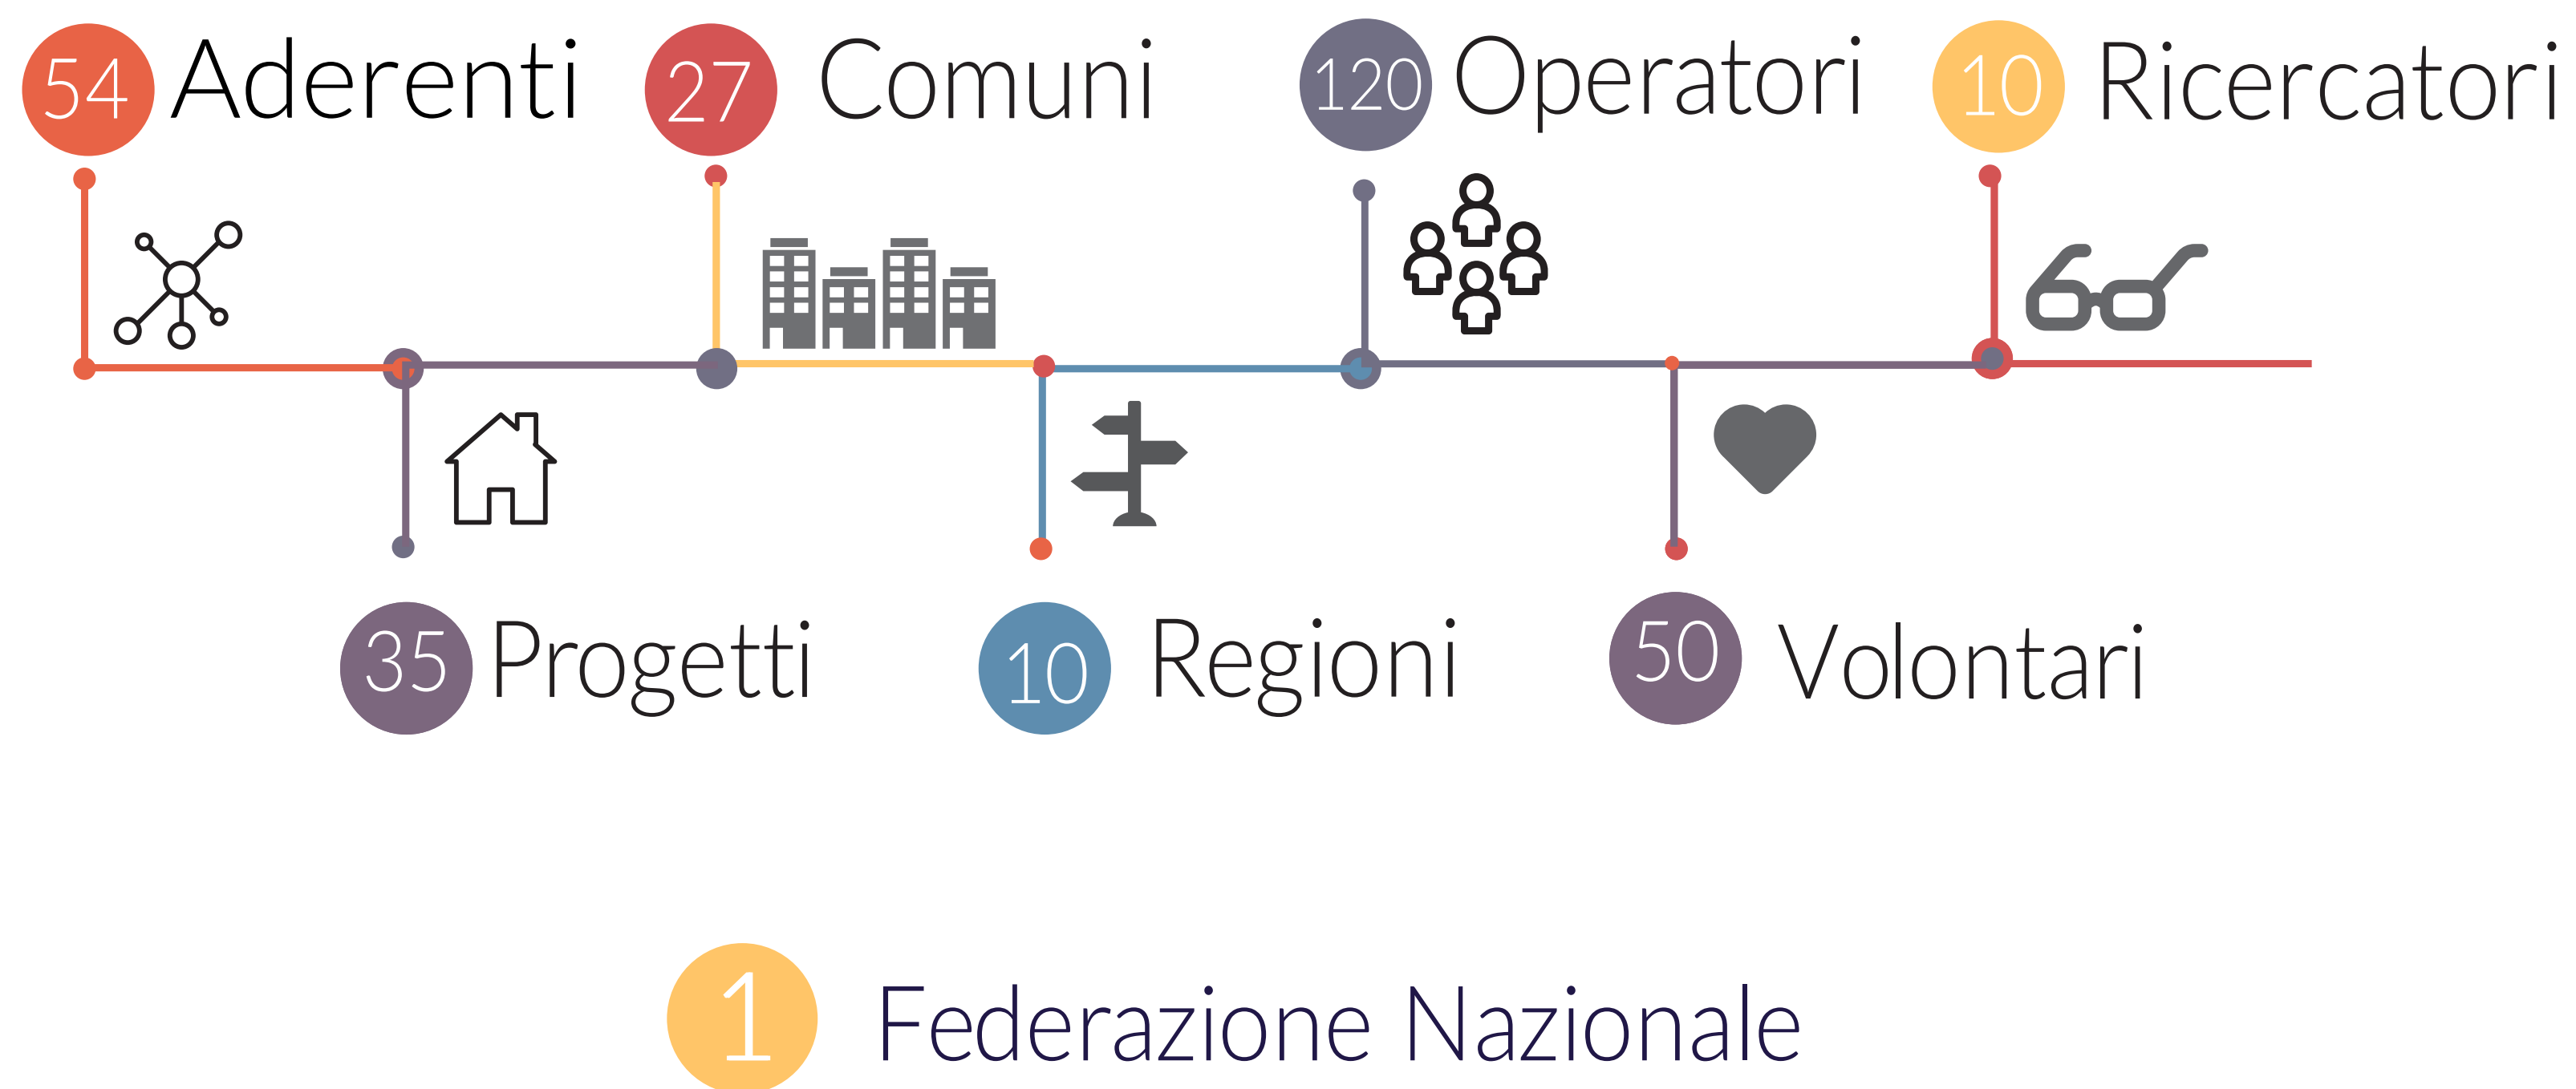 54 Aderenti
27 Comuni
120 Operatori
10 Ricercatori
35 Progetti
10 Regioni
50 Volontari
1 Federazione Nazionale